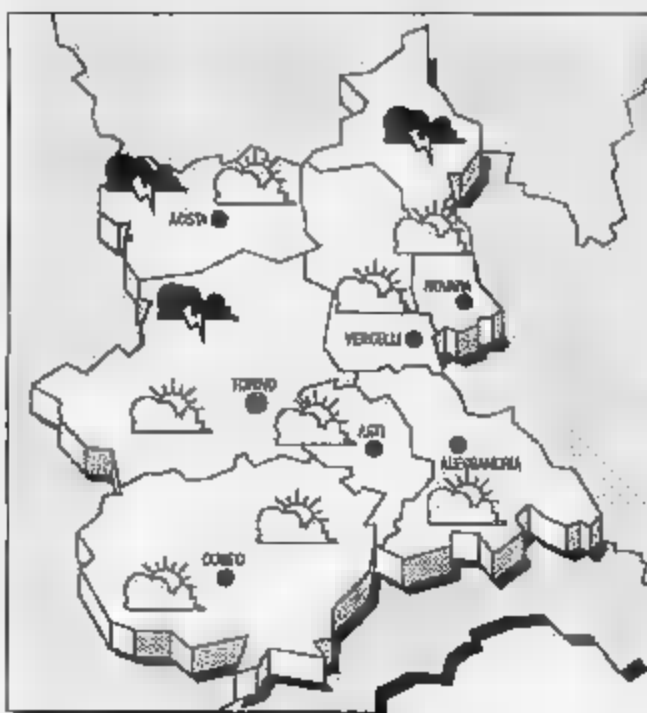 AOSTA
NOVARA
VERCELLI
TORINO
ASTI
ALESSANDRIA
CUNEO